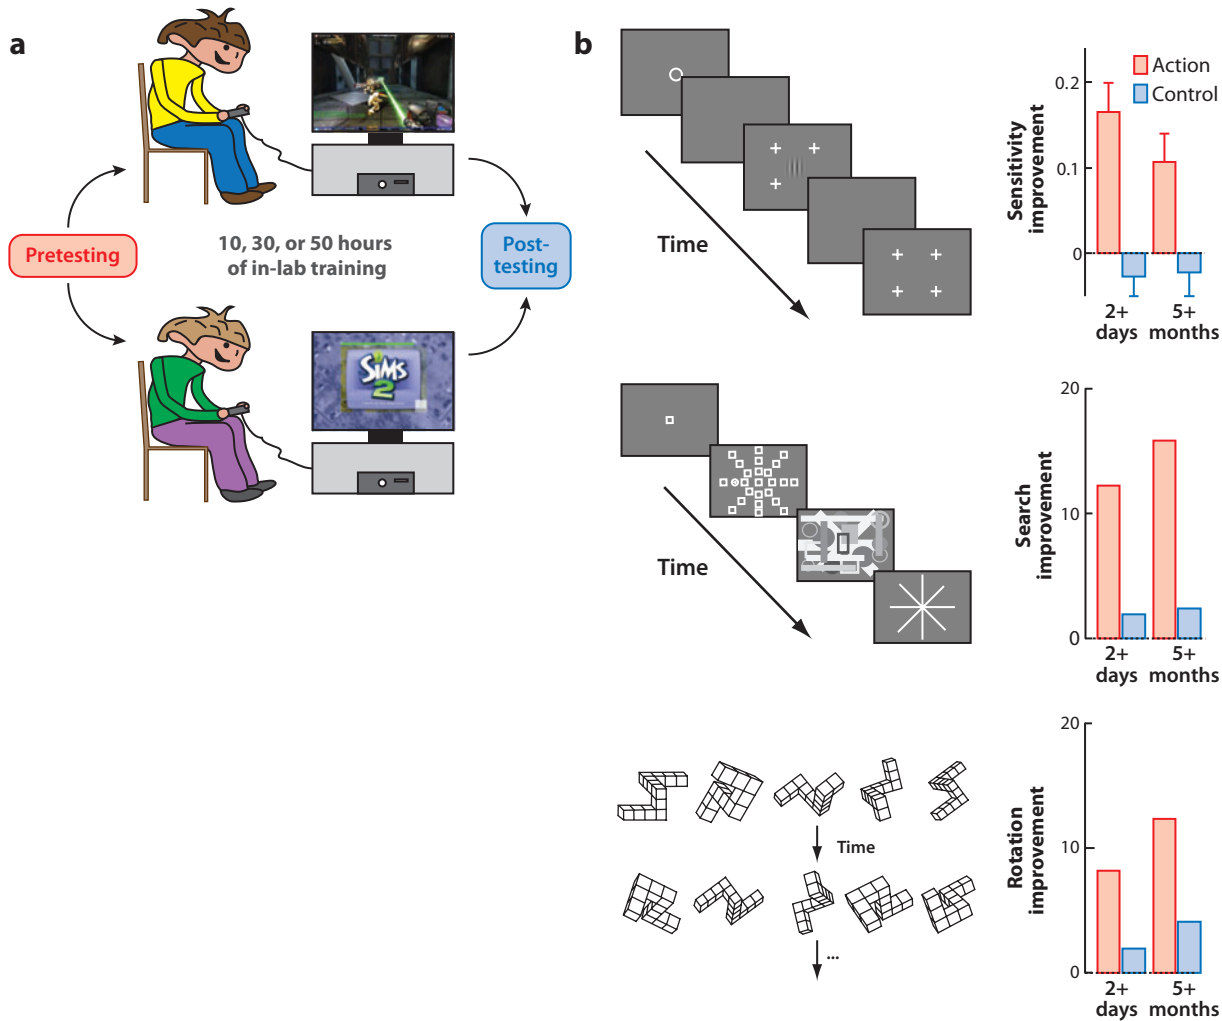 a
Pretesting
10, 30, or 50 hours
of in-lab training
Post-
testing
SiMS
2
b
Time
Sensitivity
improvement
0.2
0.1
0
Action
Control
2+
days
5+
months
Time
Search
improvement
20
10
0
2+
days
5+
months
Time
...
Rotation
improvement
20
10
0
2+
days
5+
months